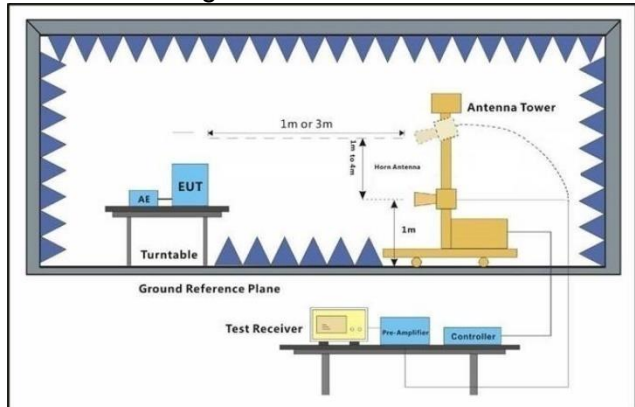 1m or 3m
Antenna Tower
1m to 4m
Horn Antenna
EUT
AE
1m
Turntable
Ground Reference Plane
Test Receiver
Pre-Amplifier
Controller